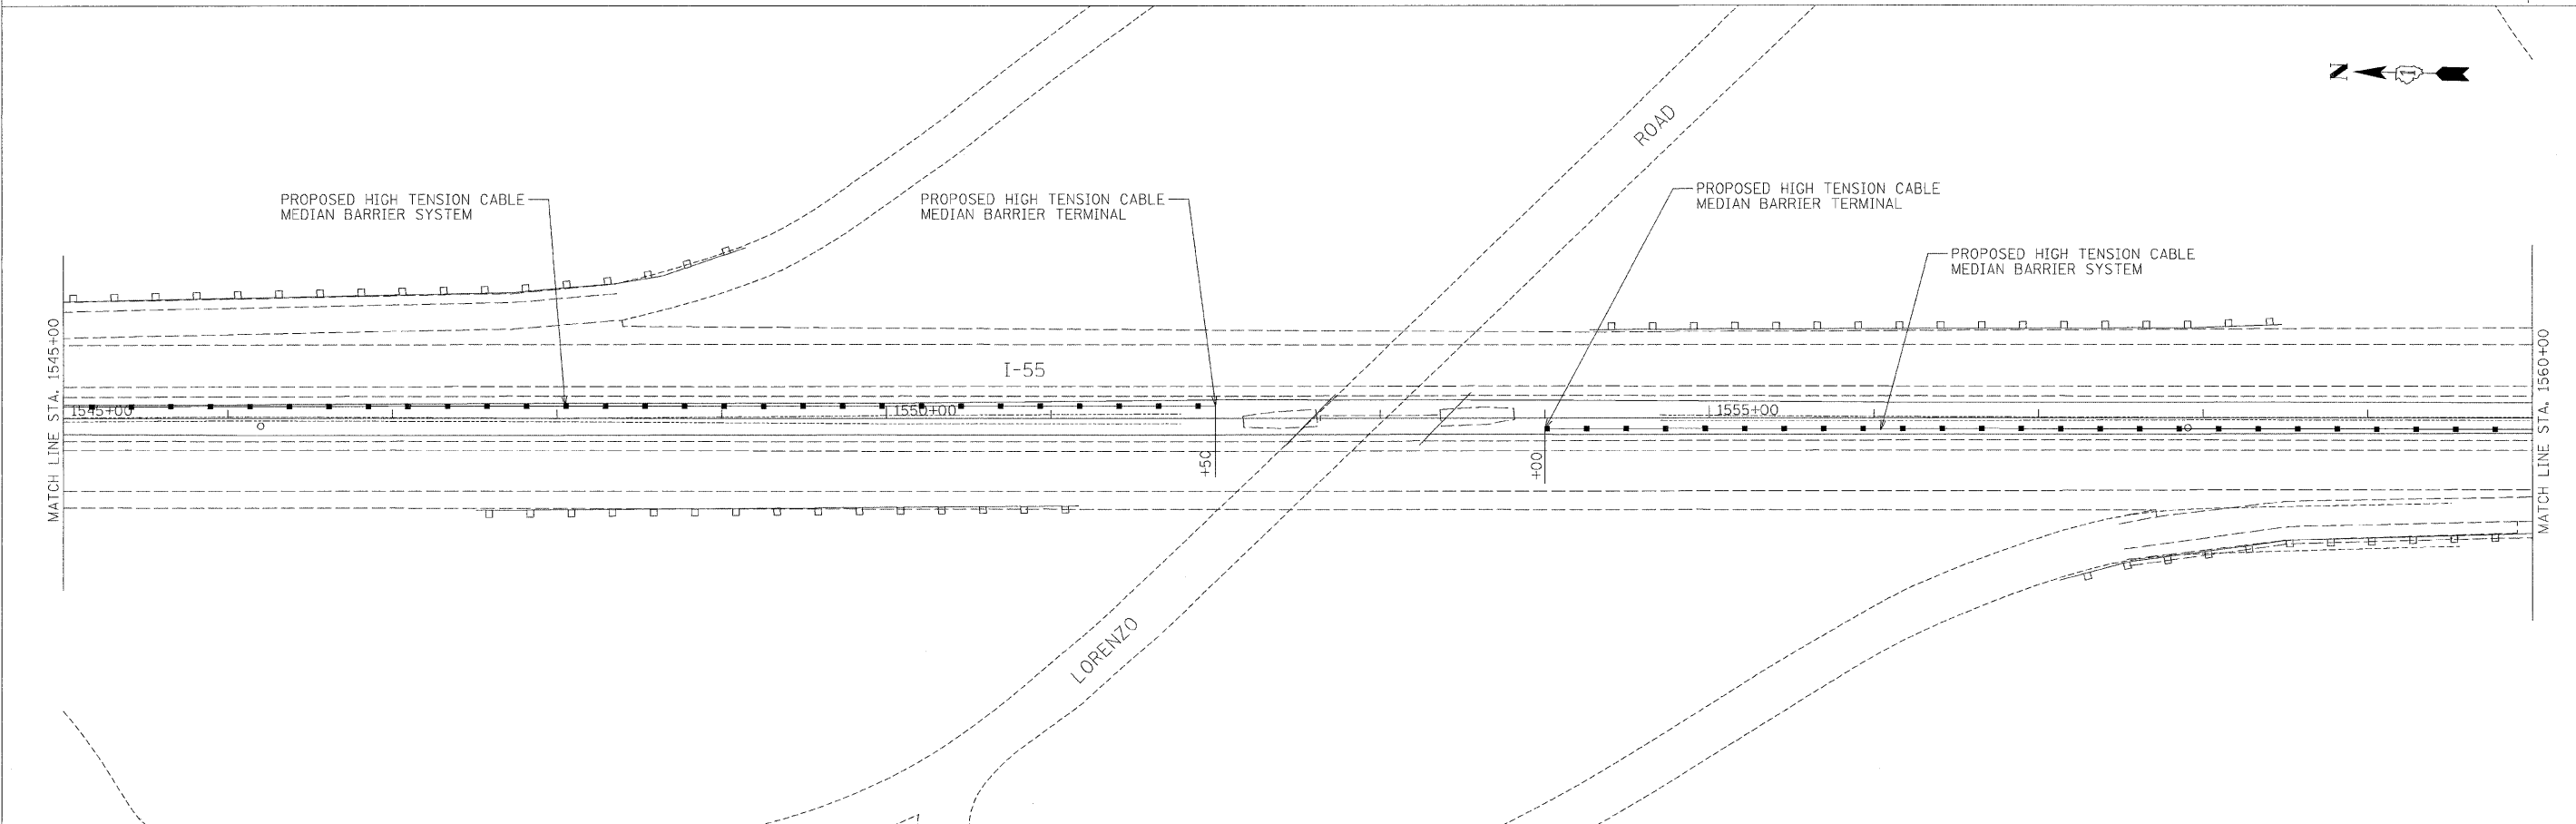 N
ROAD
PROPOSED HIGH TENSION CABLE
MEDIAN BARRIER SYSTEM
PROPOSED HIGH TENSION CABLE
MEDIAN BARRIER TERMINAL
PROPOSED HIGH TENSION CABLE
MEDIAN BARRIER TERMINAL
PROPOSED HIGH TENSION CABLE
MEDIAN BARRIER SYSTEM
MATCH LINE STA. 1545+00
I-55
1545+00
1550+00
1555+00
+50
+00
MATCH LINE STA. 1560+00
LORENZO